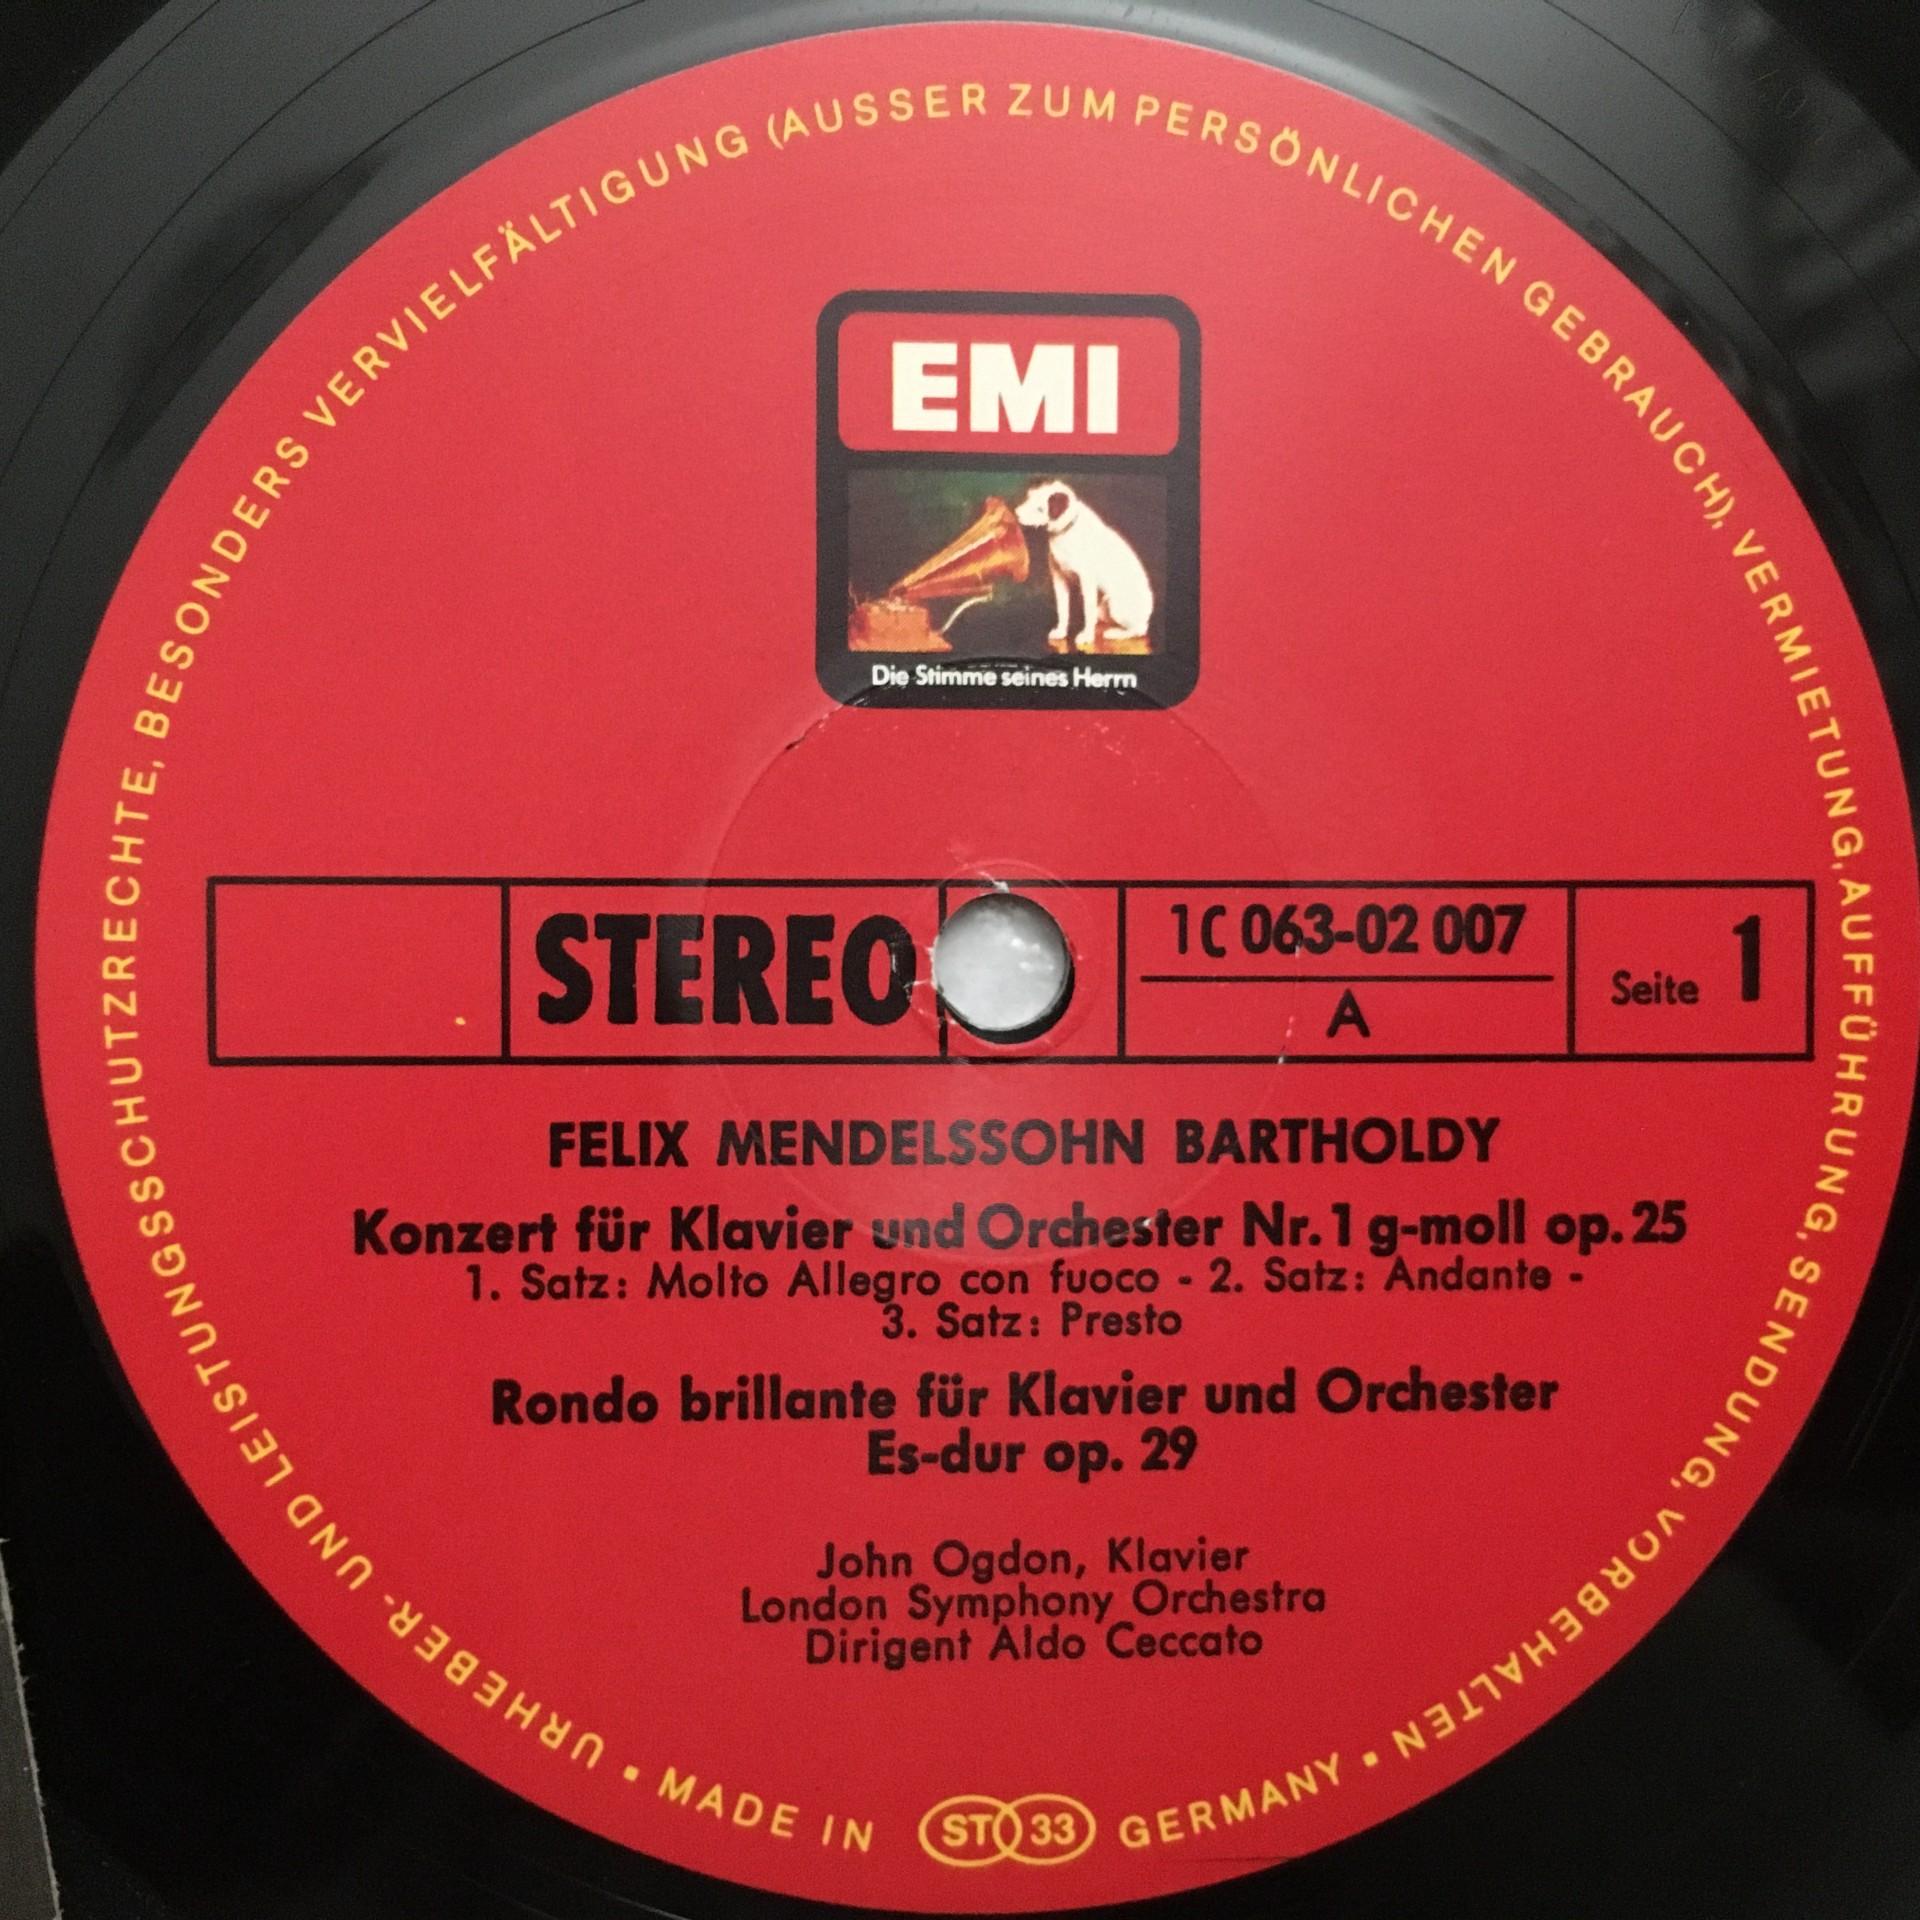 URHEBER- UND LEISTUNGSSCHUTZRECHTE, BESONDERS VERVIELFÄLTIGUNG (AUSSER ZUM PERSÖNLICHEN GEBRAUCH), VERMIETUNG, AUFFÜHRUNG, SENDUNG, VORBEHALTEN
EMI
Die Stimme seines Herrn
STEREO
1C 063-02 007
A
Seite 1
FELIX MENDELSSOHN BARTHOLDY
Konzert für Klavier und Orchester Nr. 1 g-moll op. 25
1. Satz: Molto Allegro con fuoco - 2. Satz: Andante -
3. Satz: Presto
Rondo brillante für Klavier und Orchester
Es-dur op. 29
John Ogdon, Klavier
London Symphony Orchestra
Dirigent Aldo Ceccato
• MADE IN ST 33 GERMANY •